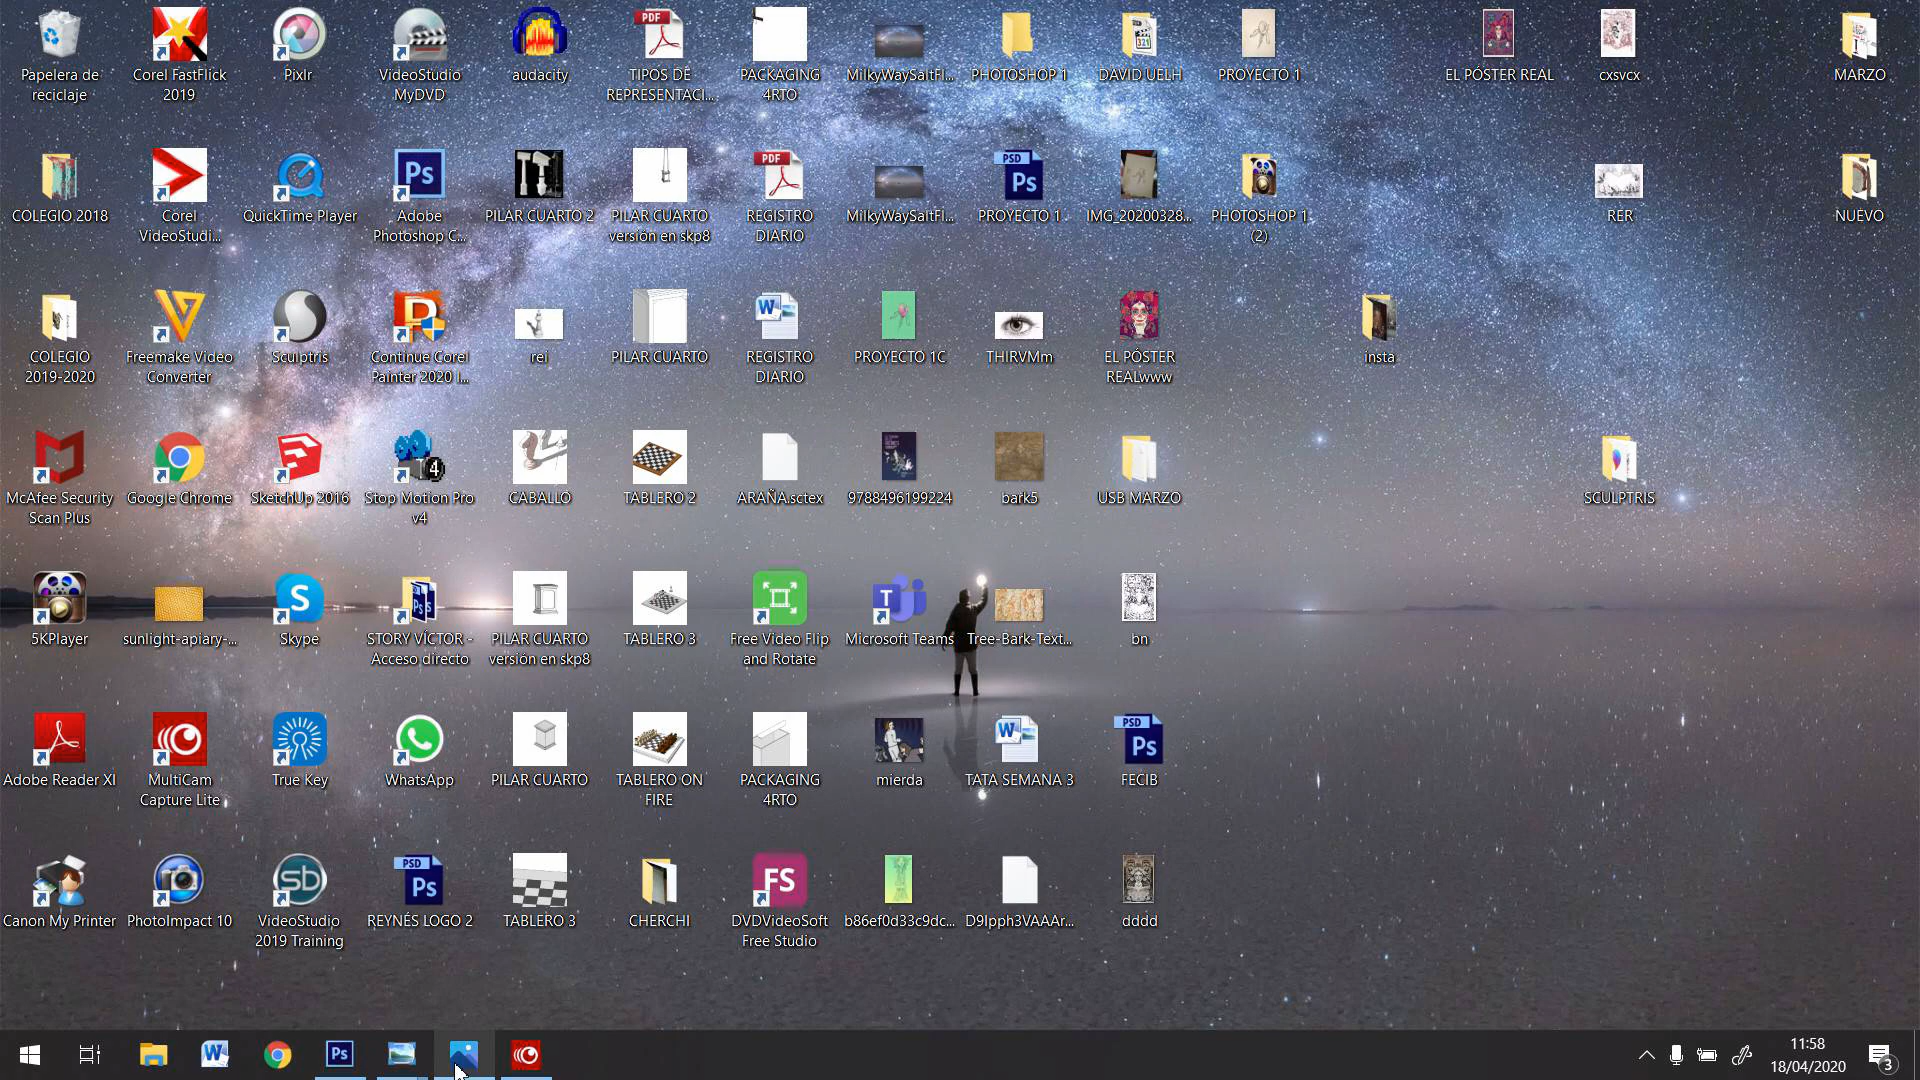 Papelera de
reciclaje
Corel FastFlick
2019
Pixlr
VideoStudio
MyDVD
audacity
TIPOS DE
REPRESENTACI...
PACKAGING
4RTO
MilkyWaySaltFl...
PHOTOSHOP 1
DAVID UELH
PROYECTO 1
EL PÓSTER REAL
cxsvcx
MARZO
COLEGIO 2018
Corel
VideoStudi...
QuickTime Player
Adobe
Photoshop C...
PILAR CUARTO 2
PILAR CUARTO
versión en skp8
REGISTRO
DIARIO
MilkyWaySaltFl...
PROYECTO 1
IMG_20200328...
PHOTOSHOP 1
(2)
RER
NUEVO
COLEGIO
2019-2020
Freemake Video
Converter
Sculptris
Continue Corel
Painter 2020 I...
rei
PILAR CUARTO
REGISTRO
DIARIO
PROYECTO 1C
THIRVMm
EL PÓSTER
REALwww
insta
McAfee Security
Scan Plus
Google Chrome
SketchUp 2016
Stop Motion Pro
v4
CABALLO
TABLERO 2
ARAÑA.sctex
9788496199224
bark5
USB MARZO
SCULPTRIS
5KPlayer
sunlight-apiary-...
Skype
STORY VÍCTOR -
Acceso directo
PILAR CUARTO
versión en skp8
TABLERO 3
Free Video Flip
and Rotate
Microsoft Teams
Tree-Bark-Text...
bn
Adobe Reader XI
MultiCam
Capture Lite
True Key
WhatsApp
PILAR CUARTO
TABLERO ON
FIRE
PACKAGING
4RTO
mierda
TATA SEMANA 3
FECIB
Canon My Printer
PhotoImpact 10
VideoStudio
2019 Training
REYNÉS LOGO 2
TABLERO 3
CHERCHI
DVDVideoSoft
Free Studio
b86ef0d33c9dc...
D9Ipph3VAAAr...
dddd
11:58
18/04/2020
3